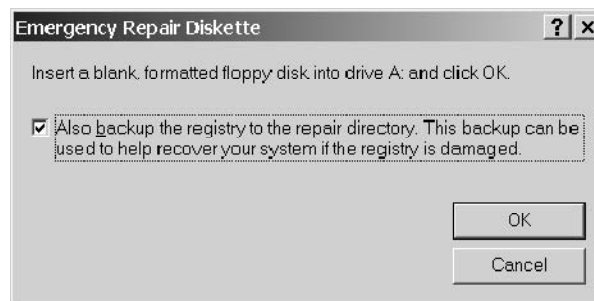 Emergency Repair Diskette
Insert a blank, formatted floppy disk into drive A: and click OK.
Also backup the registry to the repair directory. This backup can be
used to help recover your system if the registry is damaged.
OK
Cancel